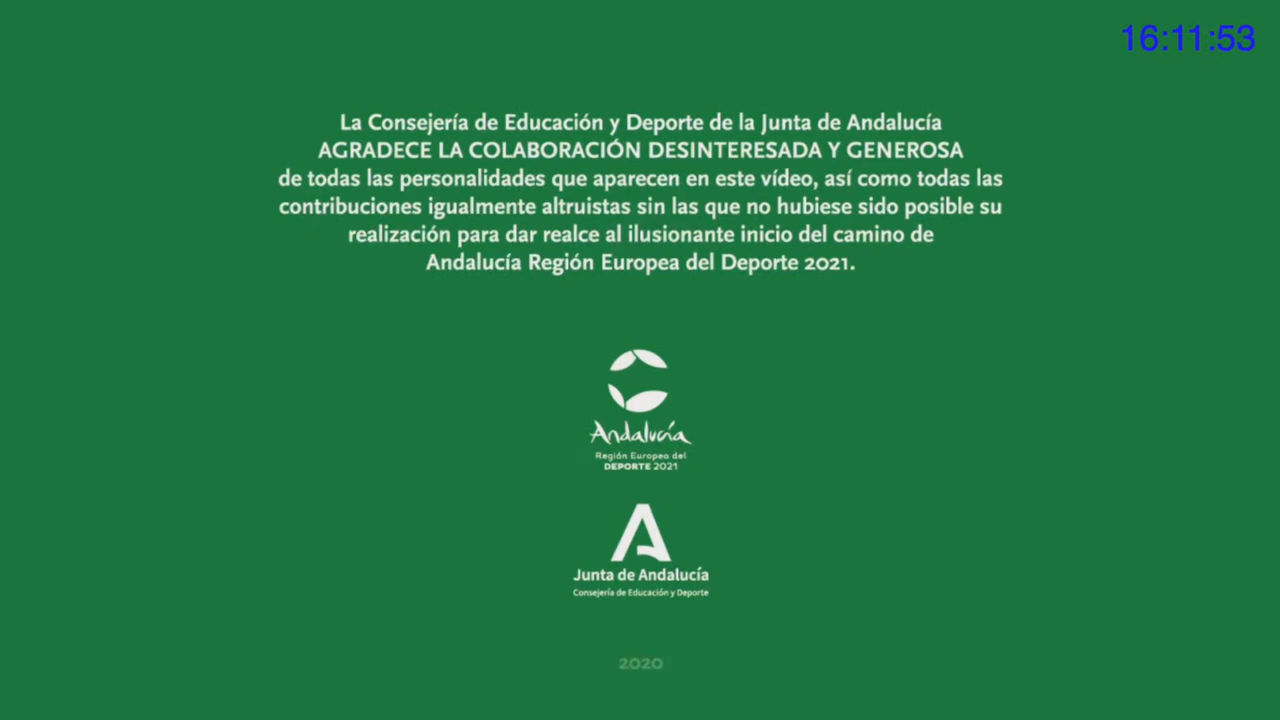 16:11:53
La Consejería de Educación y Deporte de la Junta de Andalucía
AGRADECE LA COLABORACIÓN DESINTERESADA Y GENEROSA
de todas las personalidades que aparecen en este vídeo, así como todas las
contribuciones igualmente altruistas sin las que no hubiese sido posible su
realización para dar realce al ilusionante inicio del camino de
Andalucía Región Europea del Deporte 2021.
Andalucía
Región Europea del
DEPORTE 2021
Junta de Andalucía
Consejería de Educación y Deporte
2020